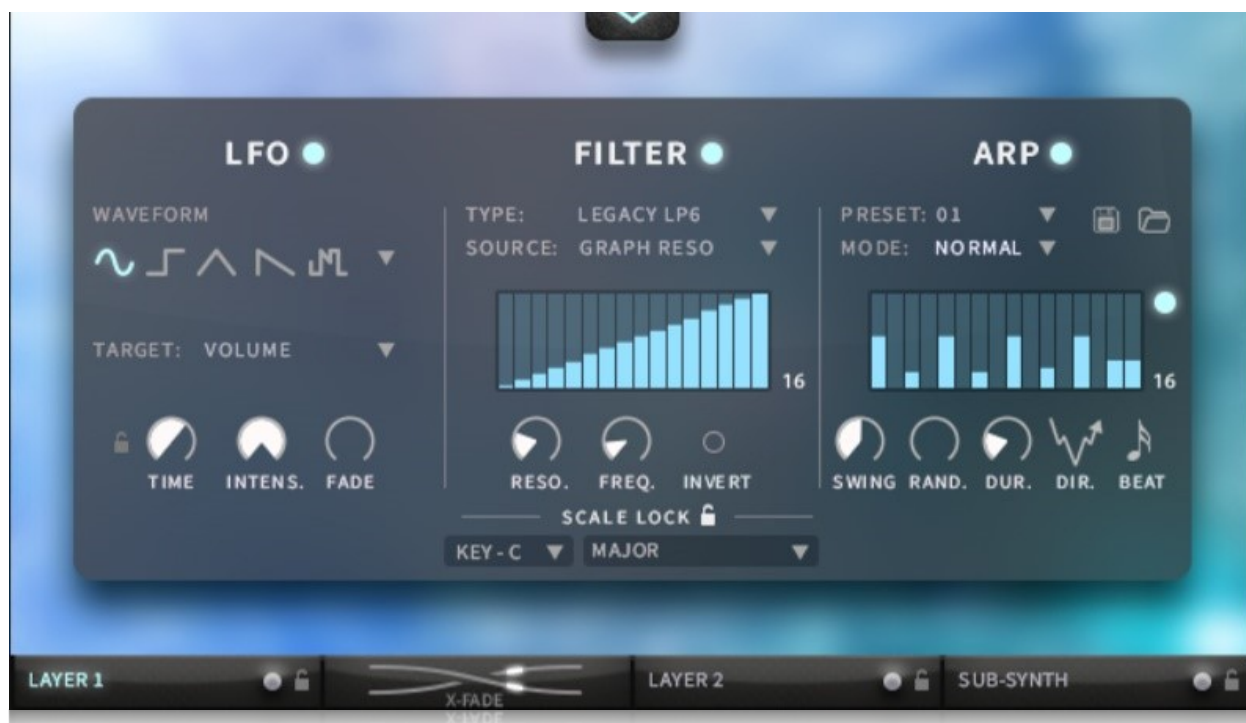 LFO
WAVEFORM
TARGET: VOLUME
TIME INTENS. FADE
FILTER
TYPE: LEGACY LP6
SOURCE: GRAPH RESO
16
RESO. FREQ. INVERT
SCALE LOCK
KEY - C MAJOR
ARP
PRESET: 01
MODE: NORMAL
16
SWING RAND. DUR. DIR. BEAT
LAYER 1 X-FADE LAYER 2 SUB-SYNTH